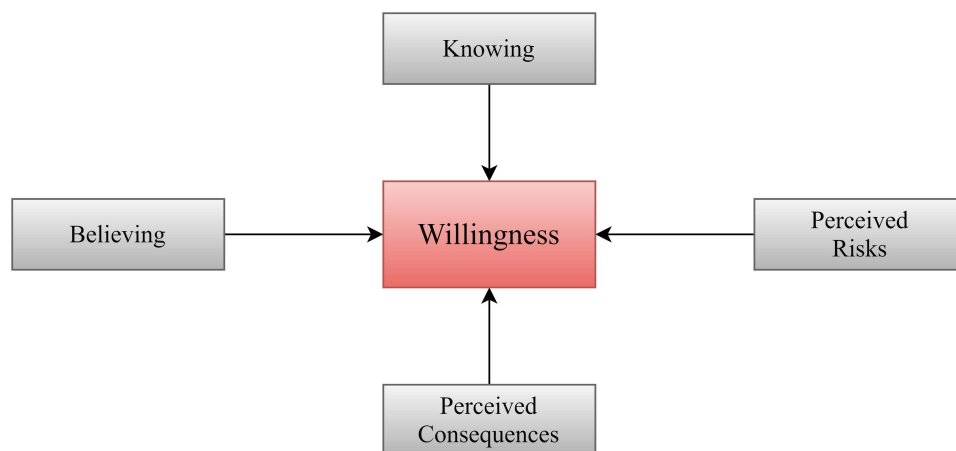 Knowing
Believing
Willingness
Perceived
Risks
Perceived
Consequences